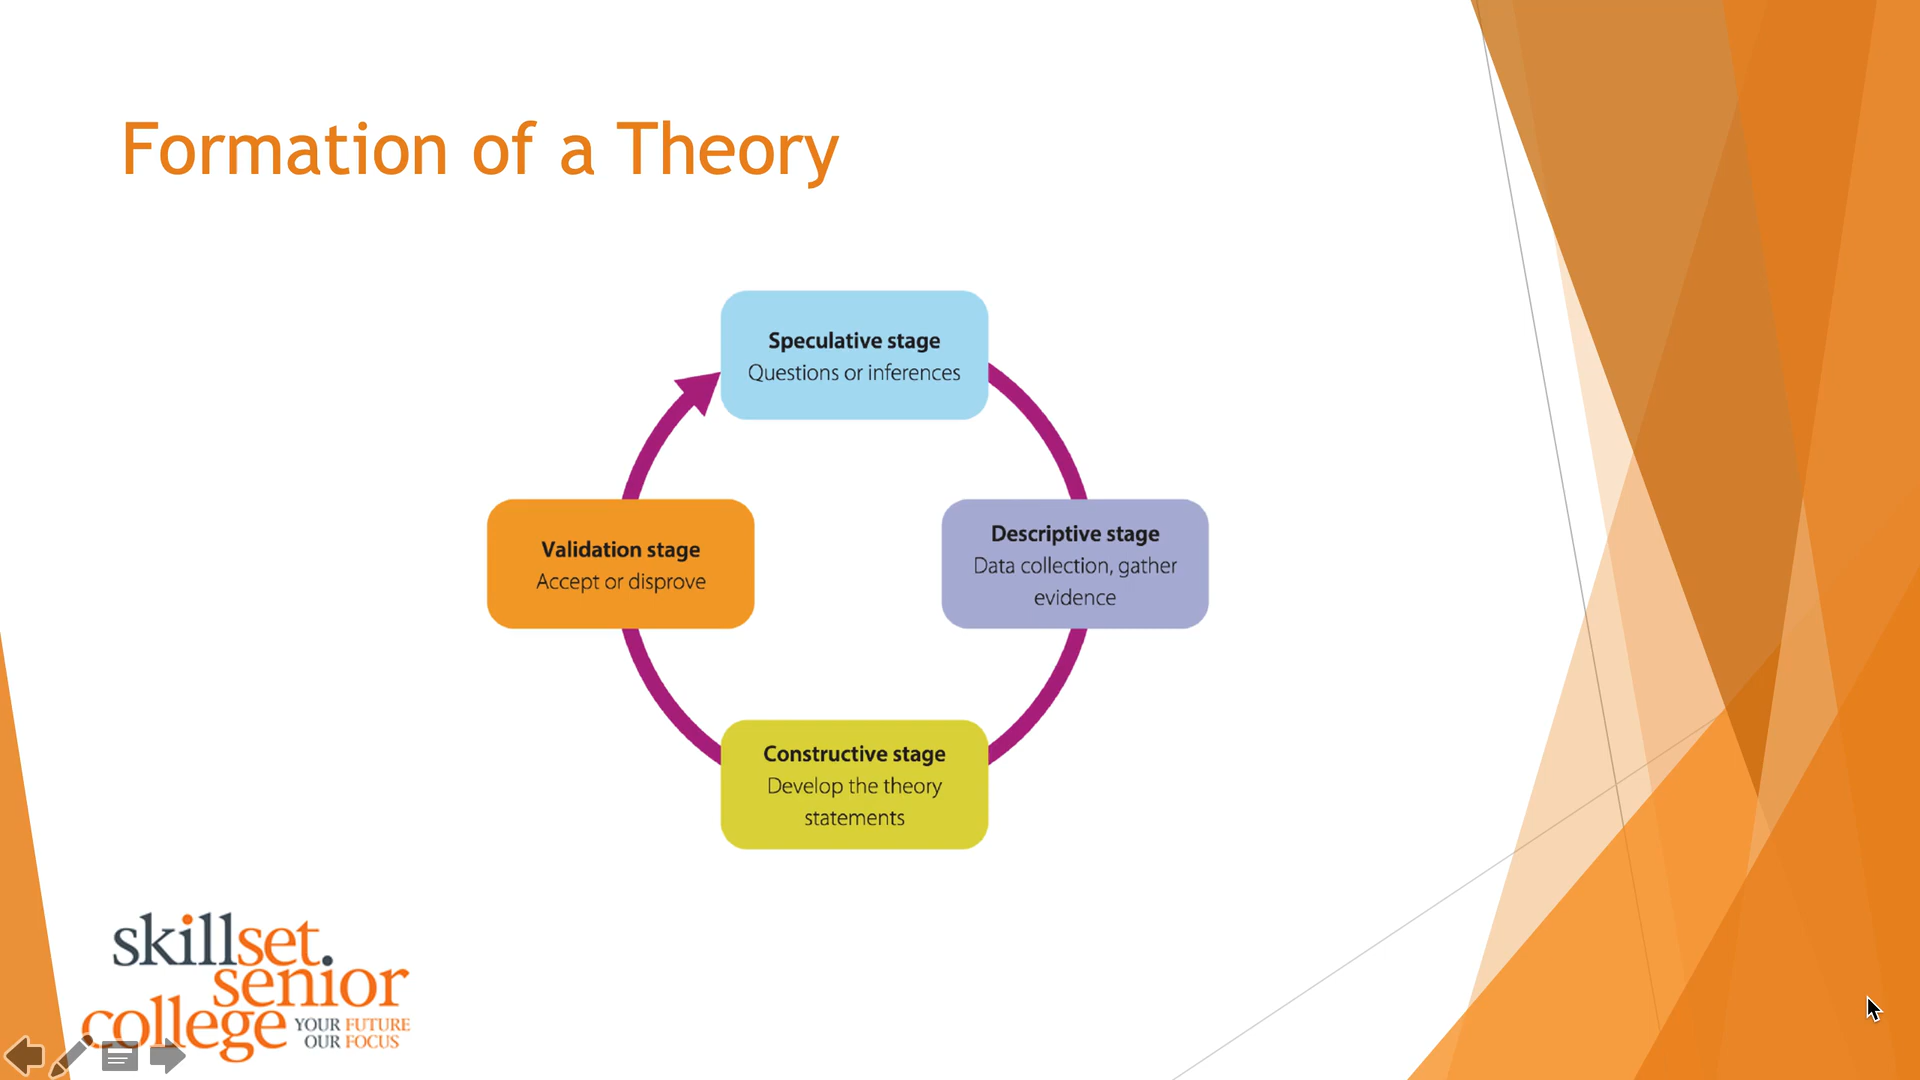 Formation of a Theory
Speculative stage
Questions or inferences
Validation stage
Accept or disprove
Descriptive stage
Data collection, gather
evidence
Constructive stage
Develop the theory
statements
skillset.
senior
college YOUR FUTURE
OUR FOCUS